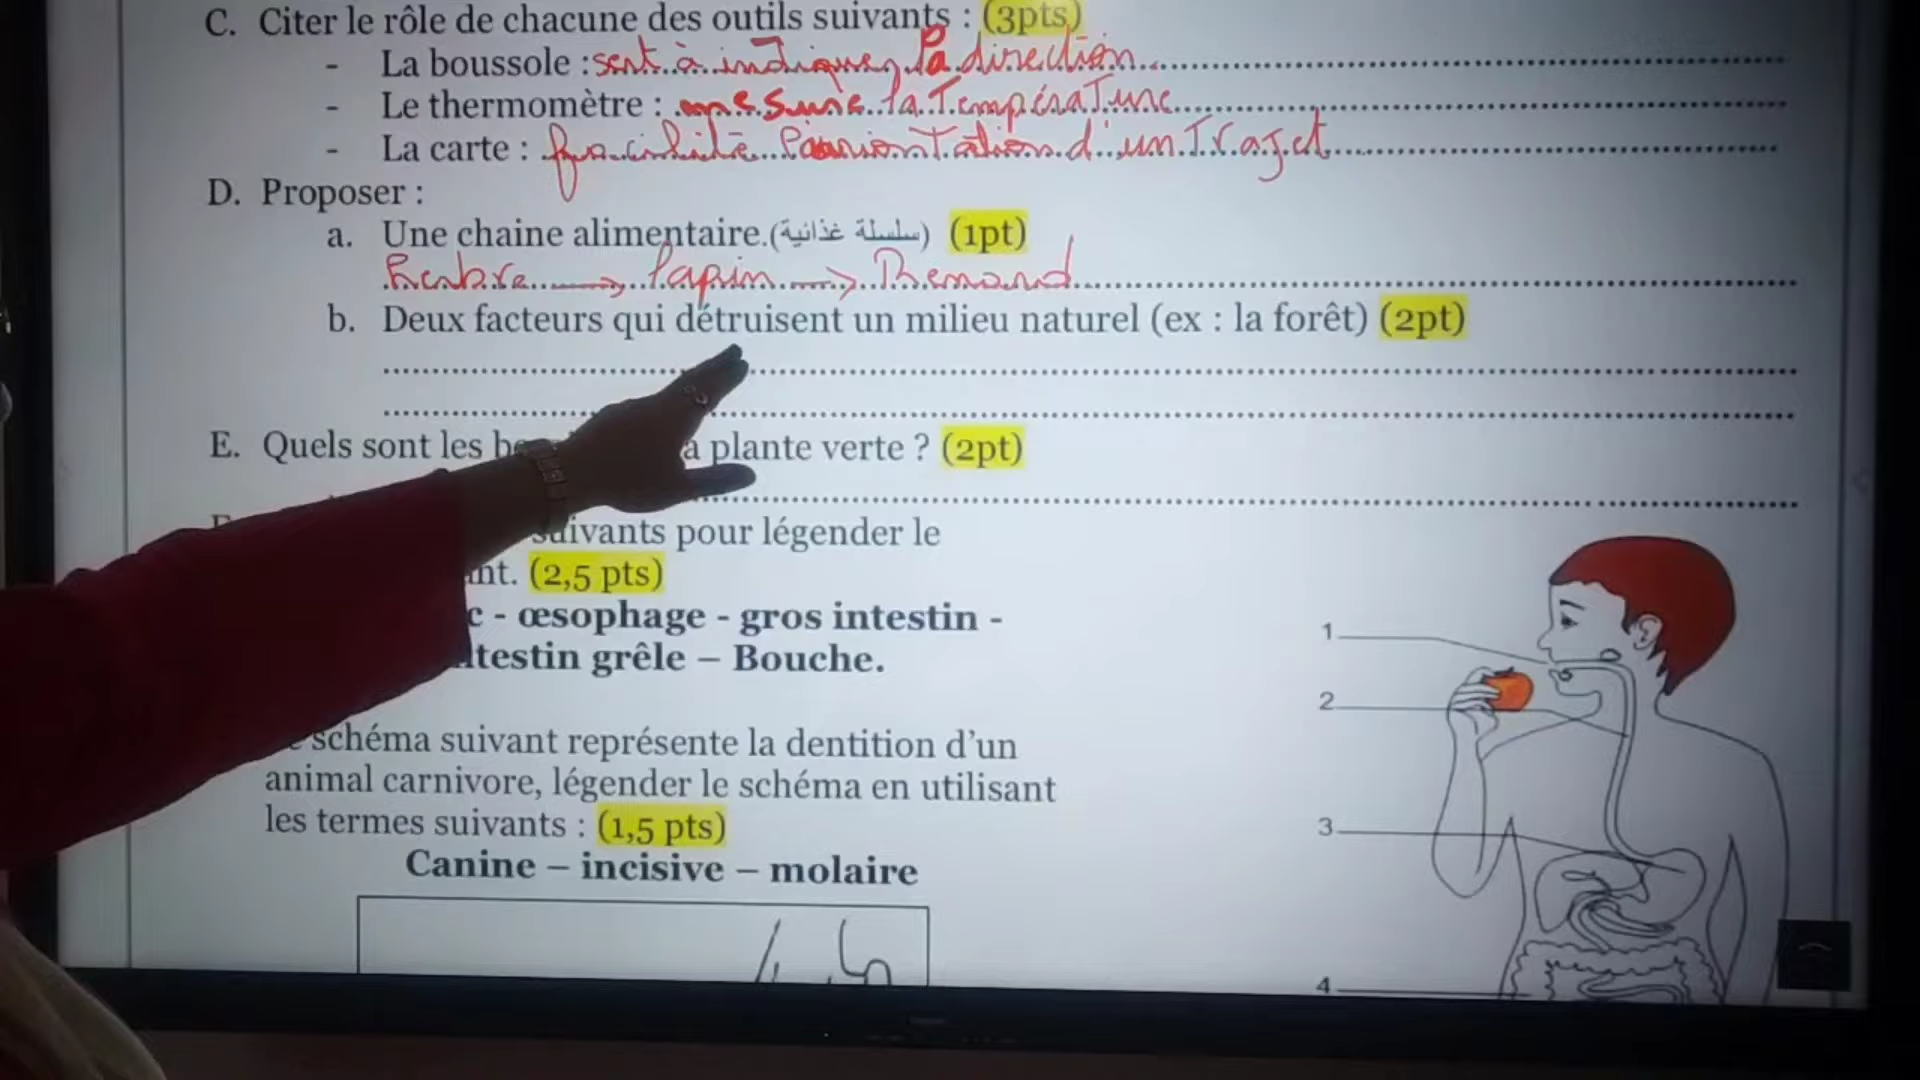 C. Citer le rôle de chacune des outils suivants : (3pts)
- La boussole : sert à indiquer la direction
- Le thermomètre : mesure la Température
- La carte : facilite l'orientation d'un Trajet
D. Proposer :
a. Une chaine alimentaire.(سلسلة غذائية) (1pt)
Herbre → lapin → Renard
b. Deux facteurs qui détruisent un milieu naturel (ex : la forêt) (2pt)
E. Quels sont les a plante verte ? (2pt)
suivants pour légender le
nt. (2,5 pts)
c - œsophage - gros intestin -
testin grêle – Bouche.
schéma suivant représente la dentition d'un
animal carnivore, légender le schéma en utilisant
les termes suivants : (1,5 pts)
Canine – incisive – molaire
1
2
3
4